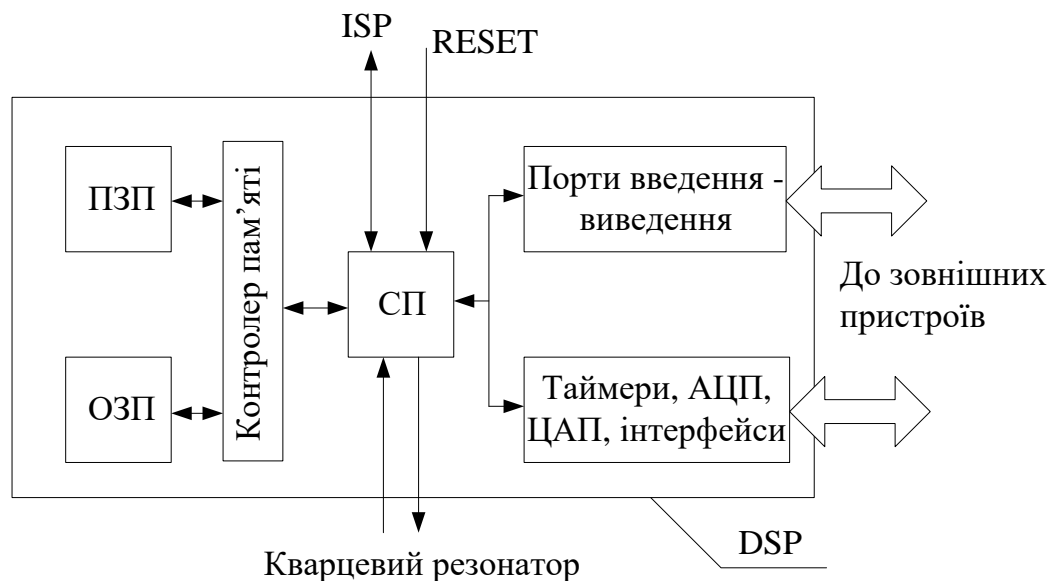 ISP
RESET
ПЗП
Контролер пам’яті
ОЗП
СП
Порти введення -
виведення
До зовнішних
пристроїв
Таймери, АЦП,
ЦАП, інтерфейси
Кварцевий резонатор
DSP